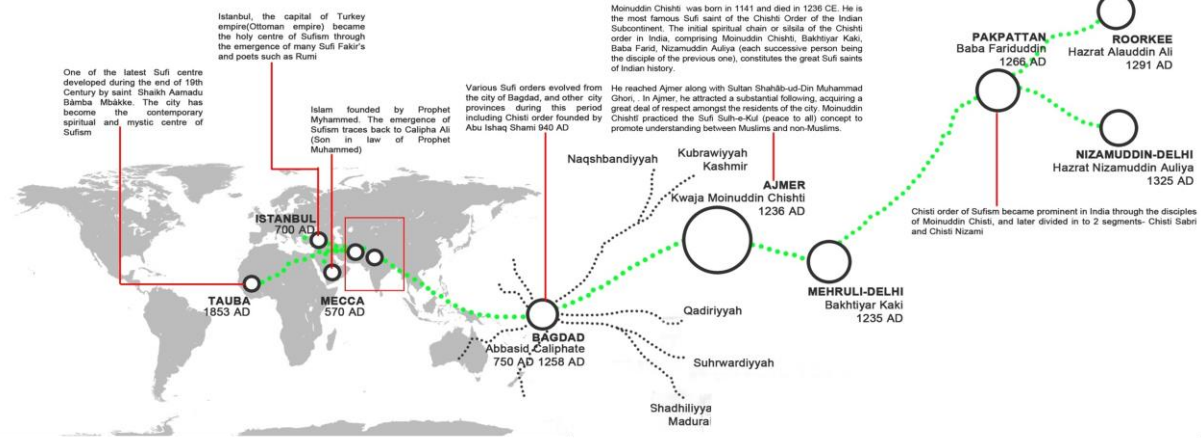 Istanbul, the capital of Turkey
empire(Ottoman empire) became
the holy centre of Sufism through
the emergence of many Sufi Fakir's
and poets such as Rumi
One of the latest Sufi centre
developed during the end of 19th
Century by saint Shaikh Aamadu
Bàmba Mbàkke. The city has
become the contemporary
spiritual and mystic centre of
Sufism
Islam founded by Prophet
Myhammed. The emergence of
Sufism traces back to Calipha Ali
(Son in law of Prophet
Muhammed)
Various Sufi orders evolved from
the city of Bagdad, and other city
provinces during this period
including Chisti order founded by
Abu Ishaq Shami 940 AD
Moinuddin Chishti was born in 1141 and died in 1236 CE. He is
the most famous Sufi saint of the Chishti Order of the Indian
Subcontinent. The initial spiritual chain or silsila of the Chishti
order in India, comprising Moinuddin Chishti, Bakhtiyar Kaki,
Baba Farid, Nizamuddin Auliya (each successive person being
the disciple of the previous one), constitutes the great Sufi saints
of Indian history.
He reached Ajmer along with Sultan Shahâb-ud-Din Muhammad
Ghori, . In Ajmer, he attracted a substantial following, acquiring a
great deal of respect amongst the residents of the city. Moinuddin
Chishtî practiced the Sufi Sulh-e-Kul (peace to all) concept to
promote understanding between Muslims and non-Muslims.
PAKPATTAN
Baba Fariduddin
1266 AD
ROORKEE
Hazrat Alauddin Ali
1291 AD
NIZAMUDDIN-DELHI
Hazrat Nizamuddin Auliya
1325 AD
Chisti order of Sufism became prominent in India through the disciples
of Moinuddin Chisti, and later divided in to 2 segments- Chisti Sabri
and Chisti Nizami
Naqshbandiyyah
Kubrawiyyah
Kashmir
AJMER
Kwaja Moinuddin Chishti
1236 AD
ISTANBUL
700 AD
TAUBA
1853 AD
MECCA
570 AD
BAGDAD
Abbasid Caliphate
750 AD 1258 AD
MEHRULI-DELHI
Bakhtiyar Kaki
1235 AD
Qadiriyyah
Suhrwardiyyah
Shadhiliyya
Madurai